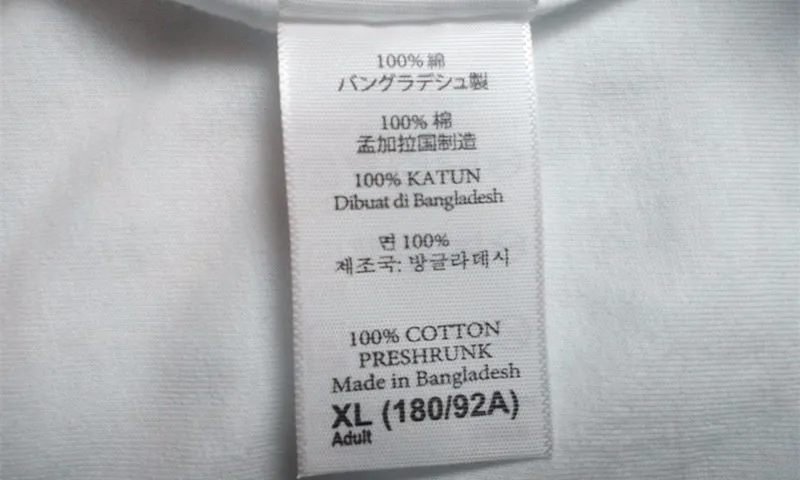 100% 綿
バングラデシュ製
100% 棉
孟加拉国制造
100% KATUN
Dibuat di Bangladesh
면 100%
제조국: 방글라데시
100% COTTON
PRESHRUNK
Made in Bangladesh
XL (180/92A)
Adult